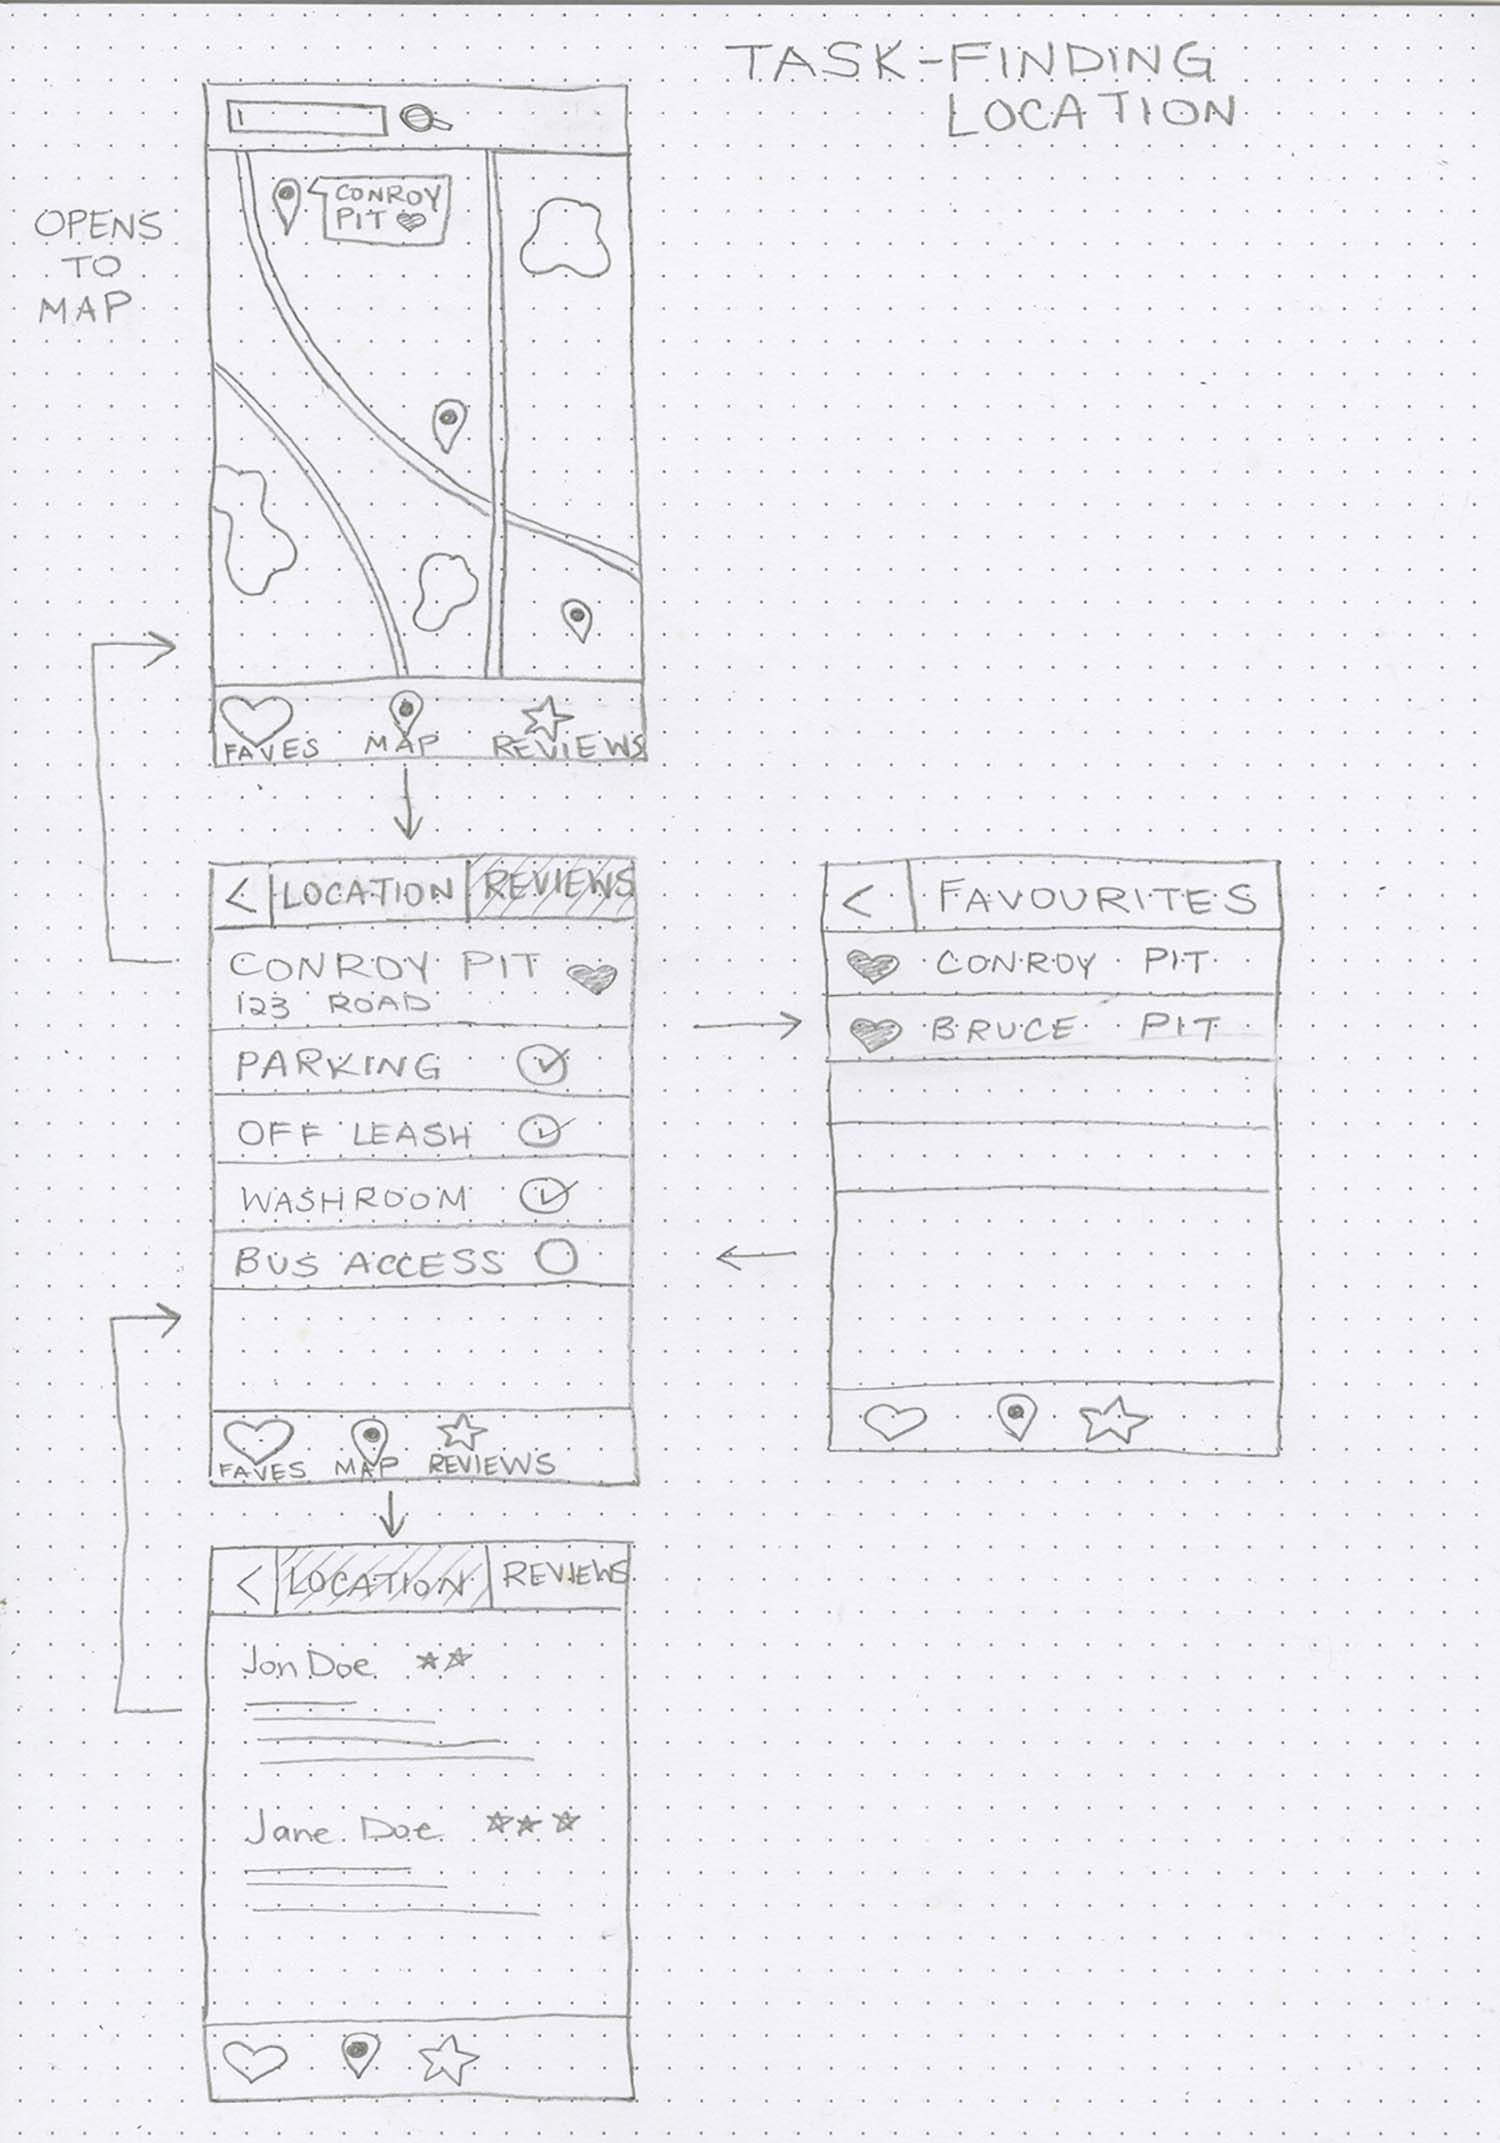 TASK-FINDING
LOCATION
OPENS
TO
MAP
CONROY
PIT
FAVES MAP REVIEWS
< LOCATION REVIEWS
CONROY PIT
123 ROAD
PARKING
OFF LEASH
WASHROOM
BUS ACCESS
FAVES MAP REVIEWS
< FAVOURITES
CONROY PIT
BRUCE PIT
< LOCATION REVIEWS
Jon Doe
Jane Doe